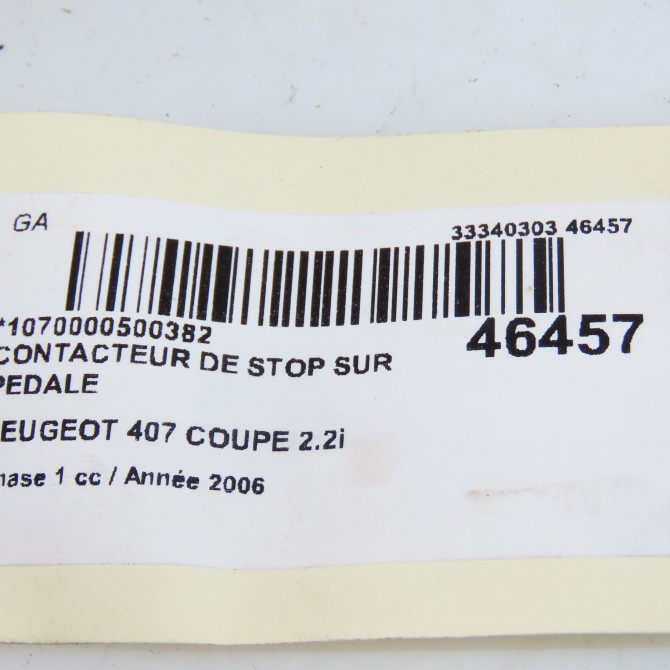 GA
33340303 46457
*1070000500382
46457
CONTACTEUR DE STOP SUR
PEDALE
EUGEOT 407 COUPE 2.2i
hase 1 cc / Année 2006